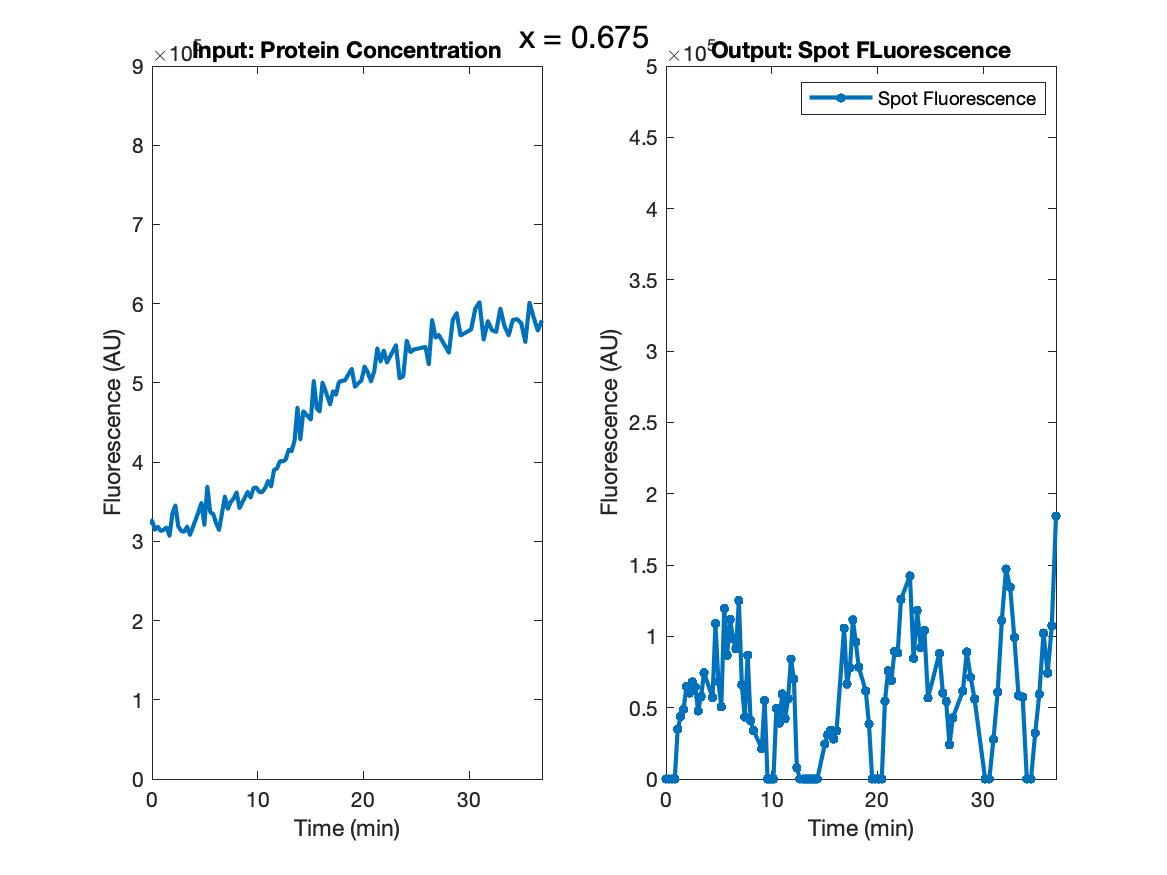 x = 0.675
×10⁵
Input: Protein Concentration
9
8
7
6
5
4
3
2
1
0
Fluorescence (AU)
0 10 20 30
Time (min)
×10⁵
Output: Spot FLuorescence
Spot Fluorescence
5
4.5
4
3.5
3
2.5
2
1.5
1
0.5
0
Fluorescence (AU)
0 10 20 30
Time (min)